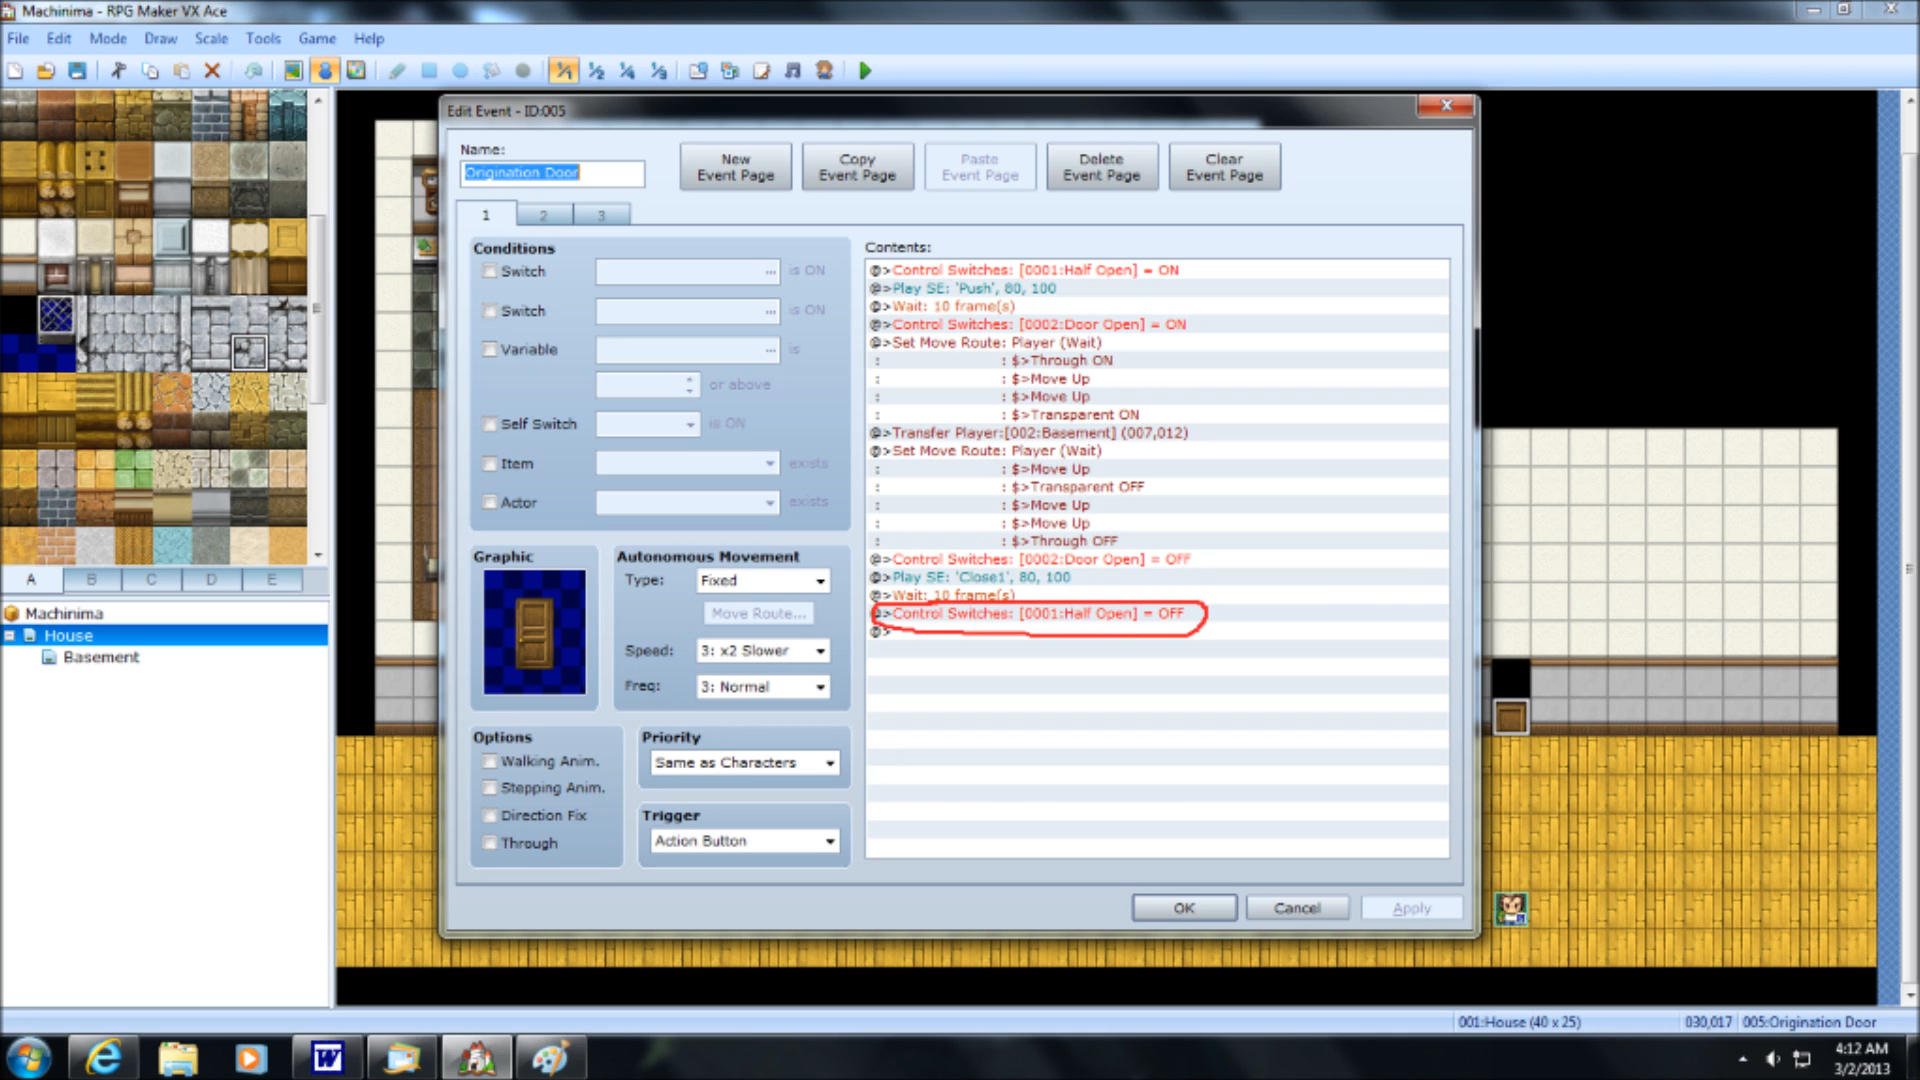 Machinima - RPG Maker VX Ace
File Edit Mode Draw Scale Tools Game Help
1/1 1/2 1/4 1/8
Edit Event - ID:005
Name:
Origination Door
New Event Page
Copy Event Page
Paste Event Page
Delete Event Page
Clear Event Page
1 2 3
Conditions
Switch ... is ON
Switch ... is ON
Variable ... is
or above
Self Switch is ON
Item exists
Actor exists
Graphic
Autonomous Movement
Type: Fixed
Move Route...
Speed: 3: x2 Slower
Freq: 3: Normal
Options
Walking Anim.
Stepping Anim.
Direction Fix
Through
Priority
Same as Characters
Trigger
Action Button
Contents:
@>Control Switches: [0001:Half Open] = ON
@>Play SE: 'Push', 80, 100
@>Wait: 10 frame(s)
@>Control Switches: [0002:Door Open] = ON
@>Set Move Route: Player (Wait)
: : $>Through ON
: : $>Move Up
: : $>Move Up
: : $>Transparent ON
@>Transfer Player:[002:Basement] (007,012)
@>Set Move Route: Player (Wait)
: : $>Move Up
: : $>Transparent OFF
: : $>Move Up
: : $>Move Up
: : $>Through OFF
@>Control Switches: [0002:Door Open] = OFF
@>Play SE: 'Close1', 80, 100
@>Wait: 10 frame(s)
@>Control Switches: [0001:Half Open] = OFF
@>
OK Cancel Apply
A B C D E
Machinima
House
Basement
001:House (40 x 25) 030,017 005:Origination Door
4:12 AM
3/2/2013